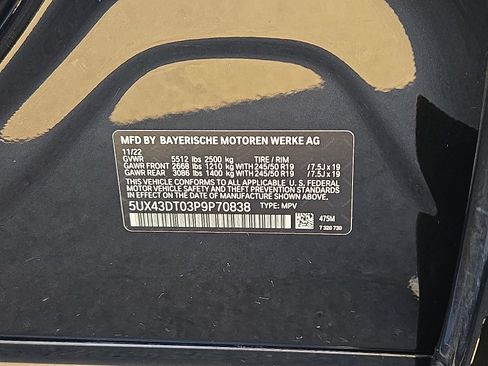 MFD BY BAYERISCHE MOTOREN WERKE AG
11/22
GVWR 5512 lbs 2500 kg TIRE / RIM
GAWR FRONT 2668 lbs 1210 kg WITH 245/50 R19 / 7.5J x 19
GAWR REAR 3086 lbs 1400 kg WITH 245/50 R19 / 7.5J x 19
THIS VEHICLE CONFORMS TO ALL APPLICABLE U. S. FEDERAL
MOTOR VEHICLE SAFETY AND THEFT PREVENTION STANDARDS
IN EFFECT ON THE DATE OF MANUFACTURE SHOWN ABOVE.
5UX43DT03P9P70838 TYPE: MPV
475M
7 320 730